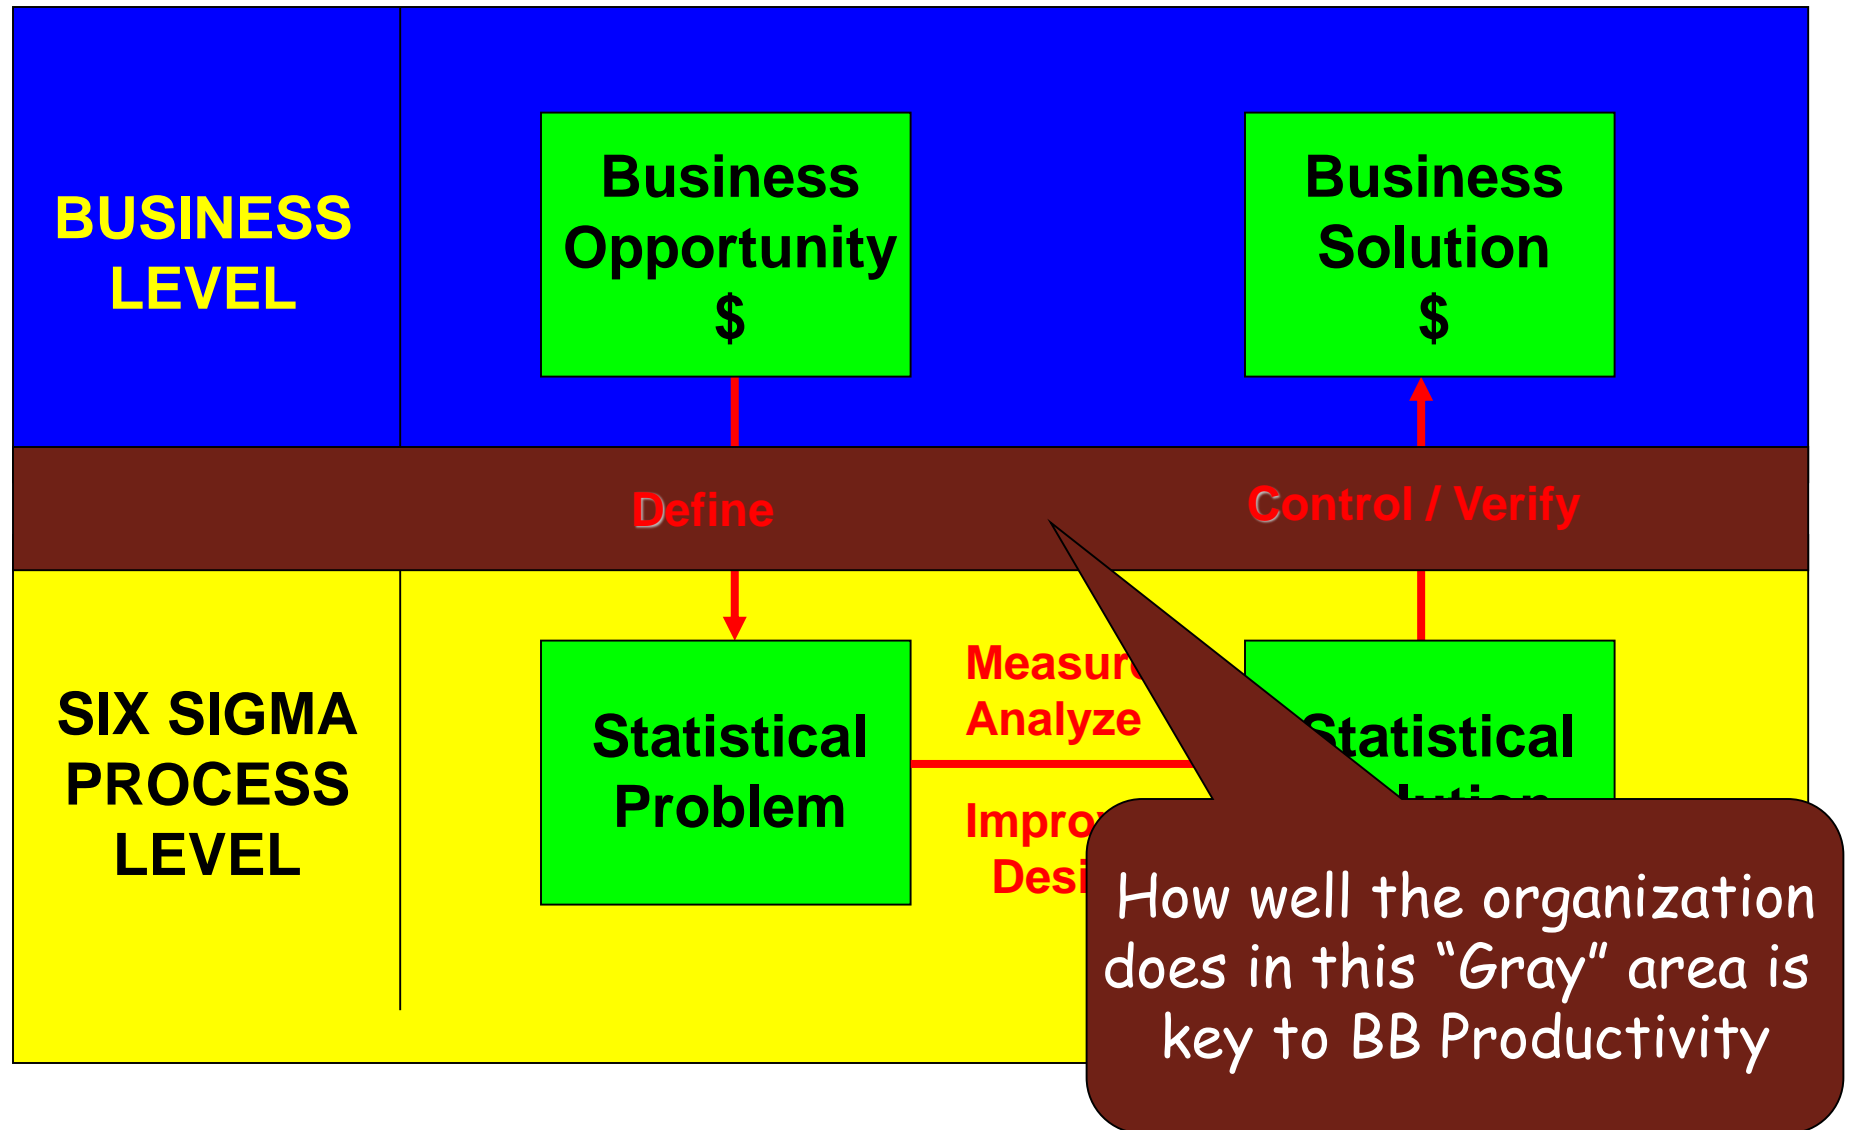 BUSINESS
LEVEL
Business
Opportunity
$
Business
Solution
$
Define
Control / Verify
SIX SIGMA
PROCESS
LEVEL
Statistical
Problem
Measure
Analyze
Statistical
How well the organization
does in this “Gray” area is
key to BB Productivity